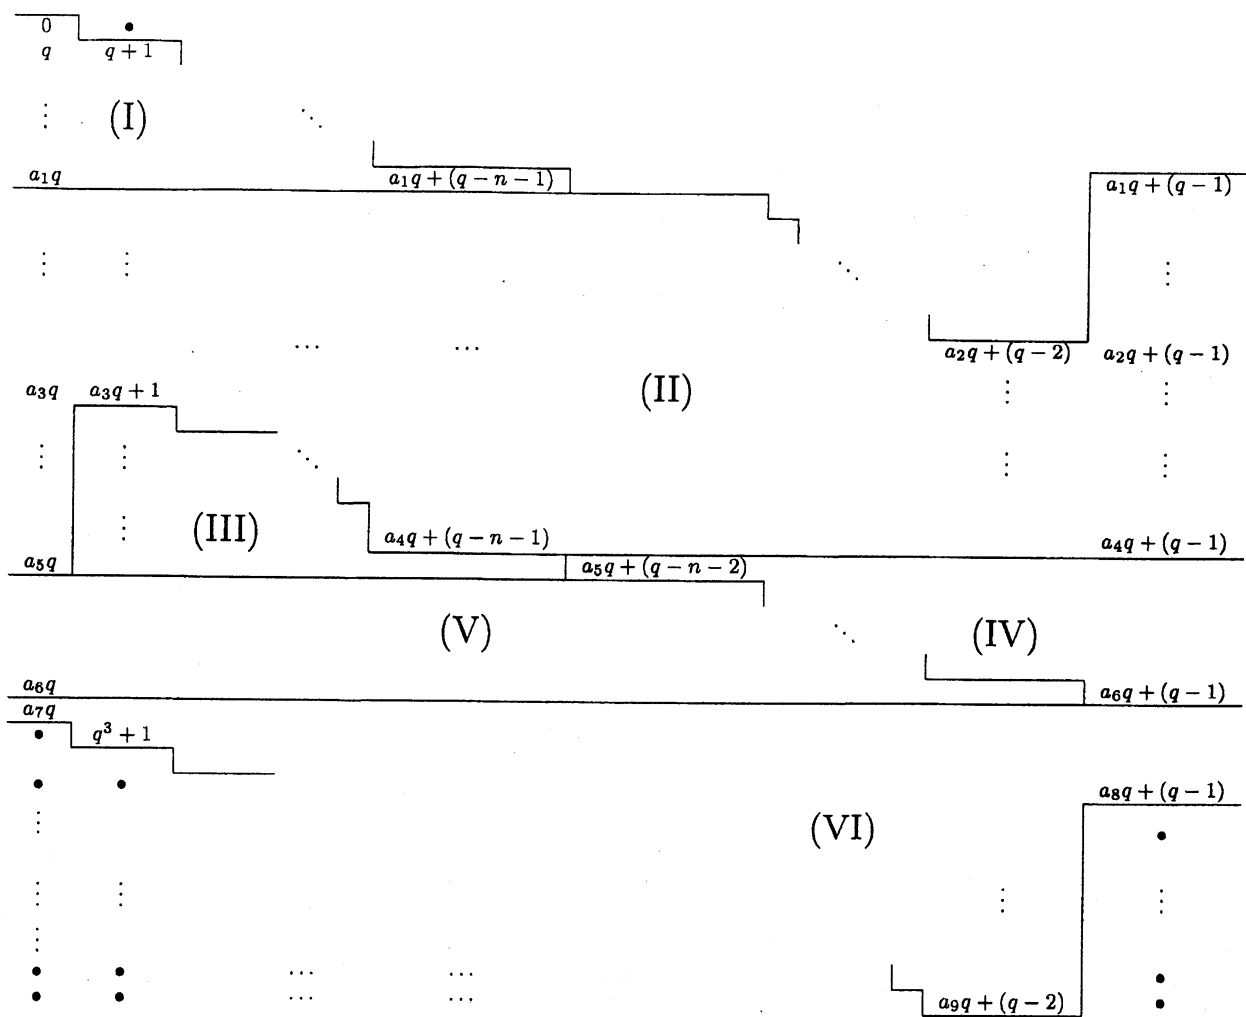 0 •
q q + 1
⋮ (I) ⋱
a₁q a₁q + (q − n − 1) a₁q + (q − 1)
⋮ ⋮ ⋱ ⋮
⋯ ⋯ a₂q + (q − 2) a₂q + (q − 1)
a₃q a₃q + 1 (II) ⋮ ⋮
⋮ ⋮ ⋱ ⋮ ⋮
⋮ (III) a₄q + (q − n − 1) a₄q + (q − 1)
a₅q a₅q + (q − n − 2)
(V) ⋱ (IV)
a₆q a₆q + (q − 1)
a₇q
• q³ + 1
• • a₈q + (q − 1)
⋮ (VI) •
⋮ ⋮ ⋮ ⋮
⋮
• • ⋯ ⋯ •
• • ⋯ ⋯ a₉q + (q − 2) •